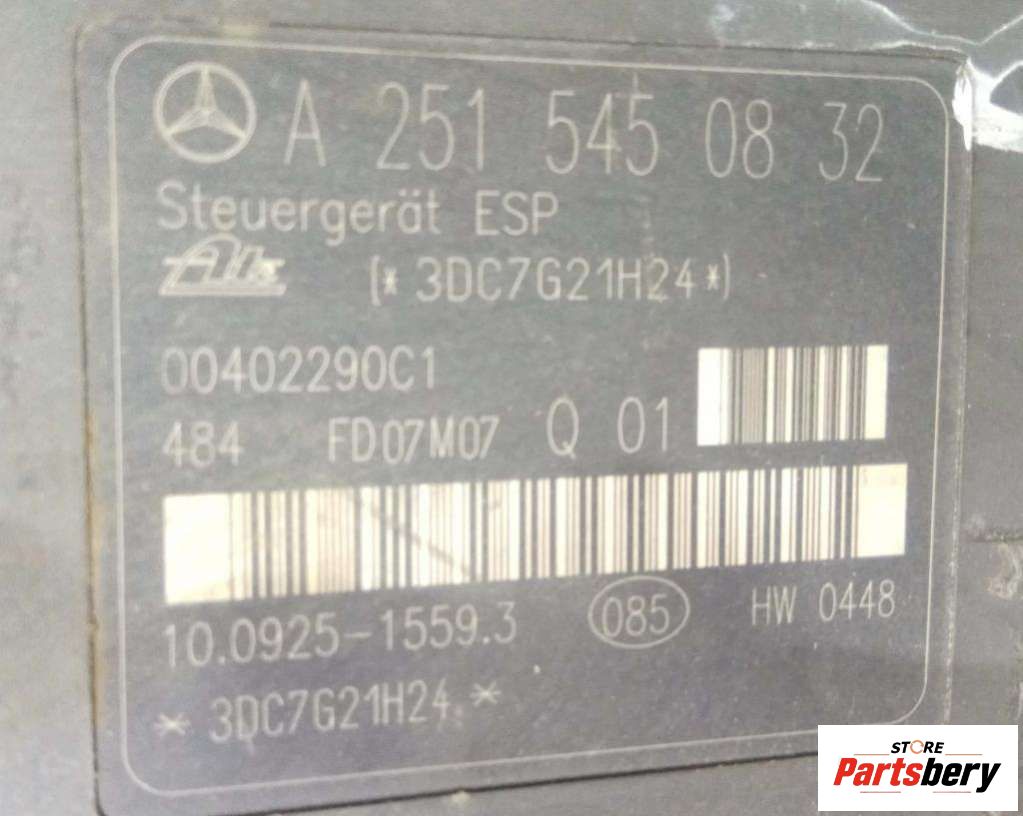 A 251 545 08 32
Steuergerät ESP
Ate (* 3DC7G21H24 *)
00402290C1
484 FD07M07 Q 01
10.0925-1559.3 085 HW 0448
* 3DC7G21H24 *
STORE
Partsbery